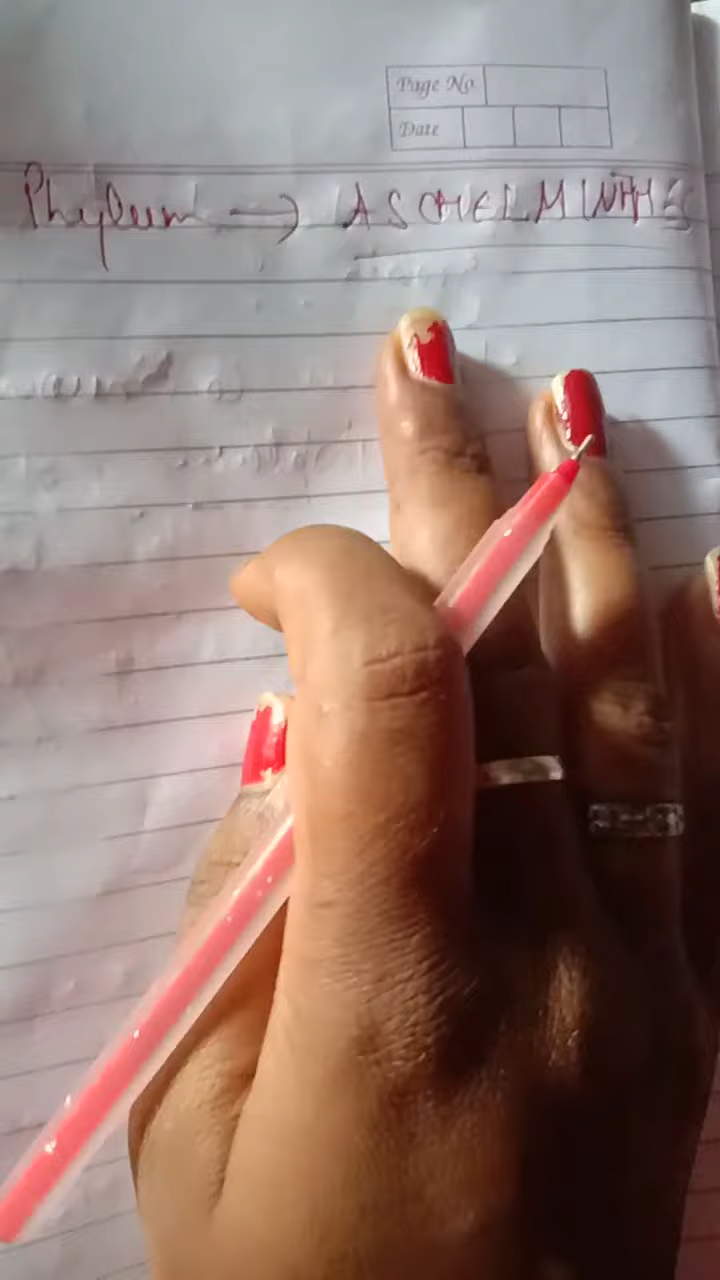 Page No
Date
Phylum → ASCHELMINTHES